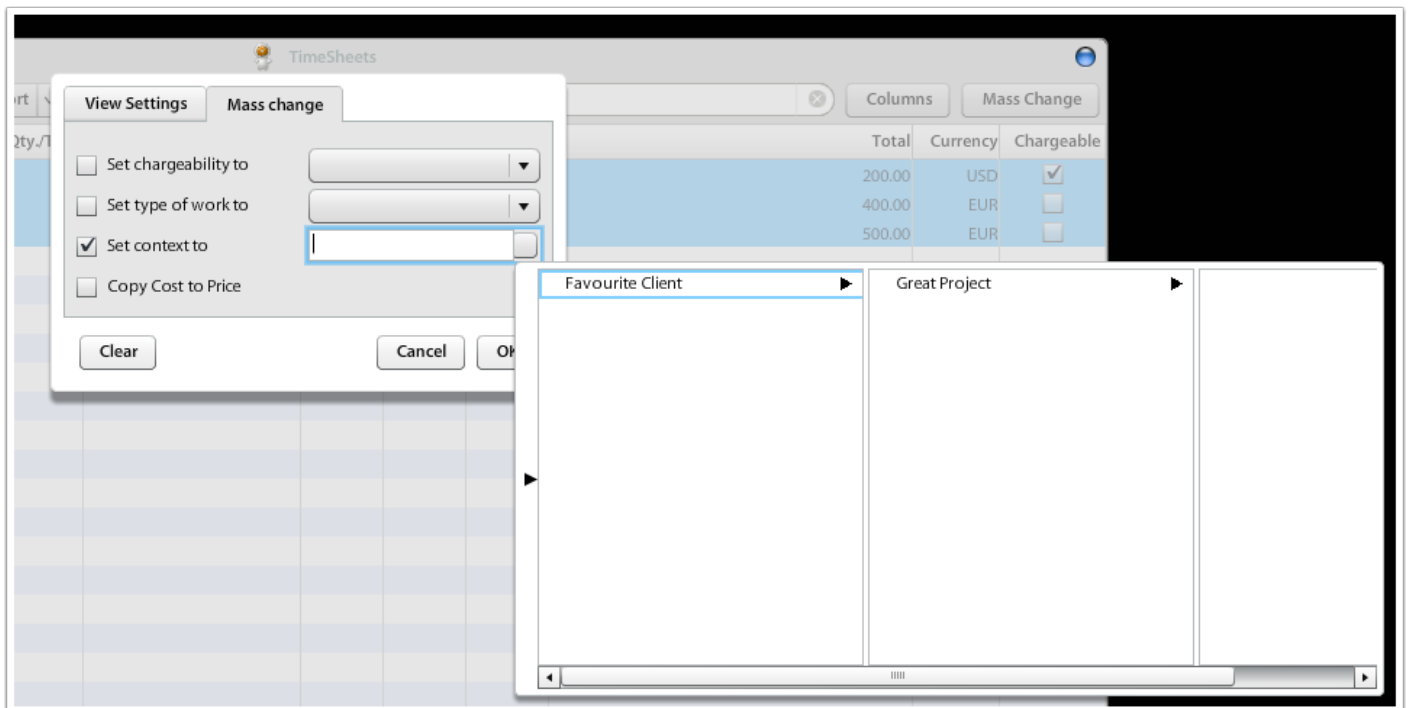 TimeSheets
View Settings
Mass change
Columns
Mass Change
Total Currency Chargeable
Set chargeability to
200.00 USD
Set type of work to
400.00 EUR
Set context to
500.00 EUR
Copy Cost to Price
Favourite Client
Great Project
Clear
Cancel